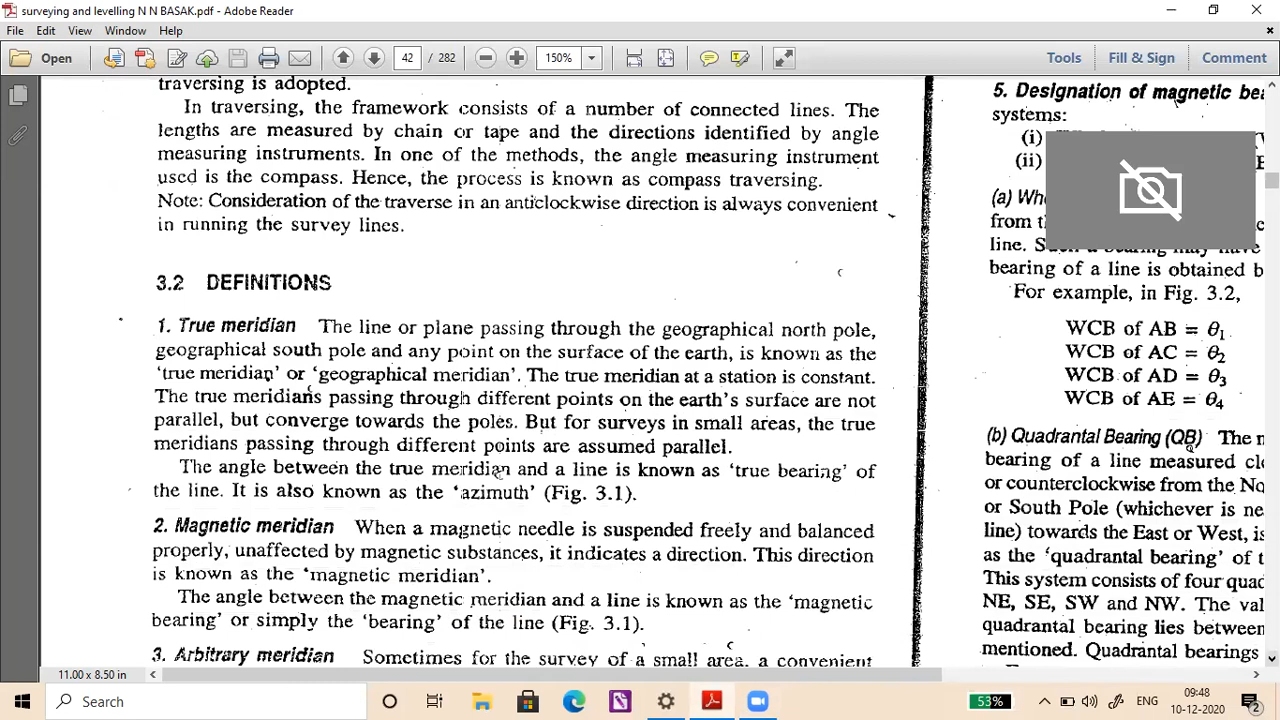 surveying and levelling N N BASAK.pdf - Adobe Reader
File Edit View Window Help
Open
42 / 282
150%
Tools
Fill & Sign
Comment
traversing is adopted.
In traversing, the framework consists of a number of connected lines. The
lengths are measured by chain or tape and the directions identified by angle
measuring instruments. In one of the methods, the angle measuring instrument
used is the compass. Hence, the process is known as compass traversing.
Note: Consideration of the traverse in an anticlockwise direction is always convenient
in running the survey lines.
3.2 DEFINITIONS
1. True meridian The line or plane passing through the geographical north pole,
geographical south pole and any point on the surface of the earth, is known as the
'true meridian' or 'geographical meridian'. The true meridian at a station is constant.
The true meridians passing through different points on the earth's surface are not
parallel, but converge towards the poles. But for surveys in small areas, the true
meridians passing through different points are assumed parallel.
The angle between the true meridian and a line is known as 'true bearing' of
the line. It is also known as the 'azimuth' (Fig. 3.1).
2. Magnetic meridian When a magnetic needle is suspended freely and balanced
properly, unaffected by magnetic substances, it indicates a direction. This direction
is known as the 'magnetic meridian'.
The angle between the magnetic meridian and a line is known as the 'magnetic
bearing' or simply the 'bearing' of the line (Fig. 3.1).
3. Arbitrary meridian Sometimes for the survey of a small area, a convenient
5. Designation of magnetic bea
systems:
(i)
(ii)
(a) Who
from th
line. Such a bearing may have
bearing of a line is obtained b
For example, in Fig. 3.2,
WCB of AB = θ1
WCB of AC = θ2
WCB of AD = θ3
WCB of AE = θ4
(b) Quadrantal Bearing (QB) The m
bearing of a line measured clo
or counterclockwise from the No
or South Pole (whichever is ne
line) towards the East or West, is
as the 'quadrantal bearing' of t
This system consists of four quad
NE, SE, SW and NW. The val
quadrantal bearing lies between
mentioned. Quadrantal bearings
11.00 x 8.50 in
Search
53%
ENG
09:48
10-12-2020
2